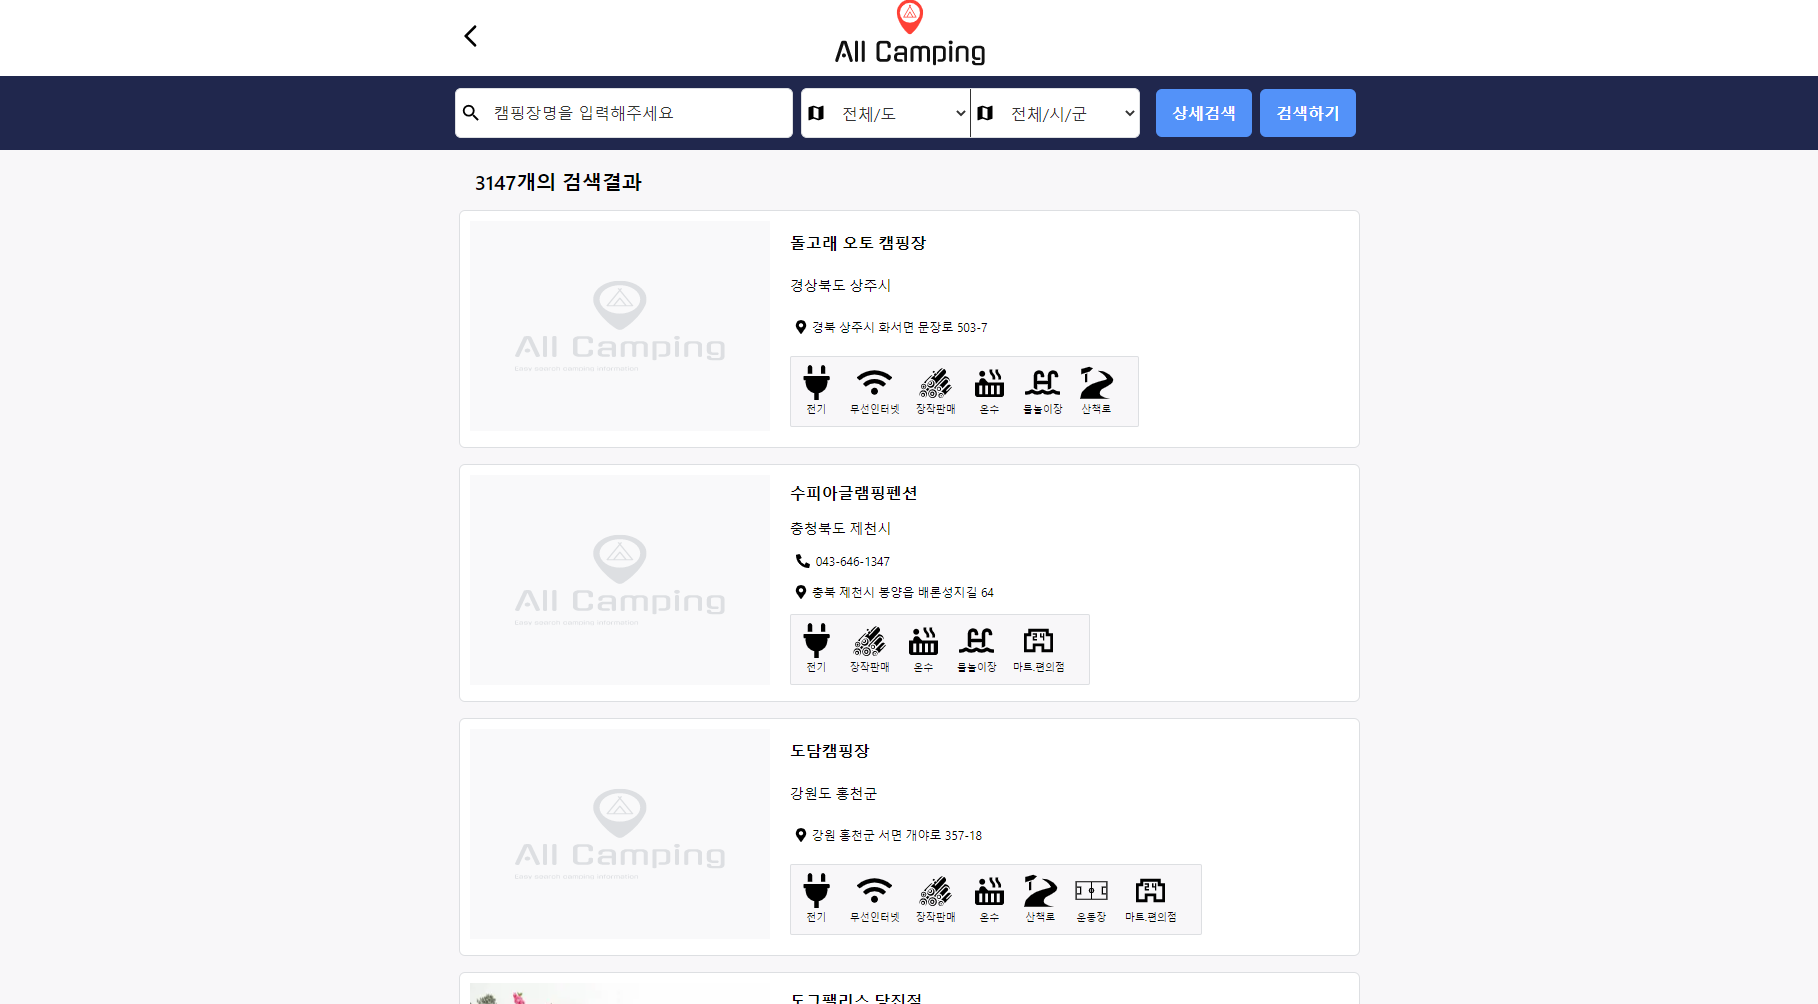 All Camping
캠핑장명을 입력해주세요
전체/도
전체/시/군
상세검색
검색하기
3147개의 검색결과
All Camping
Easy search camping information
돌고래 오토 캠핑장
경상북도 상주시
경북 상주시 화서면 문장로 503-7
전기 무선인터넷 장작판매 온수 물놀이장 산책로
All Camping
Easy search camping information
수피아글램핑펜션
충청북도 제천시
043-646-1347
충북 제천시 봉양읍 배론성지길 64
24
전기 장작판매 온수 물놀이장 마트.편의점
All Camping
Easy search camping information
도담캠핑장
강원도 홍천군
강원 홍천군 서면 개야로 357-18
24
전기 무선인터넷 장작판매 온수 산책로 운동장 마트.편의점
도그팰리스 당진점